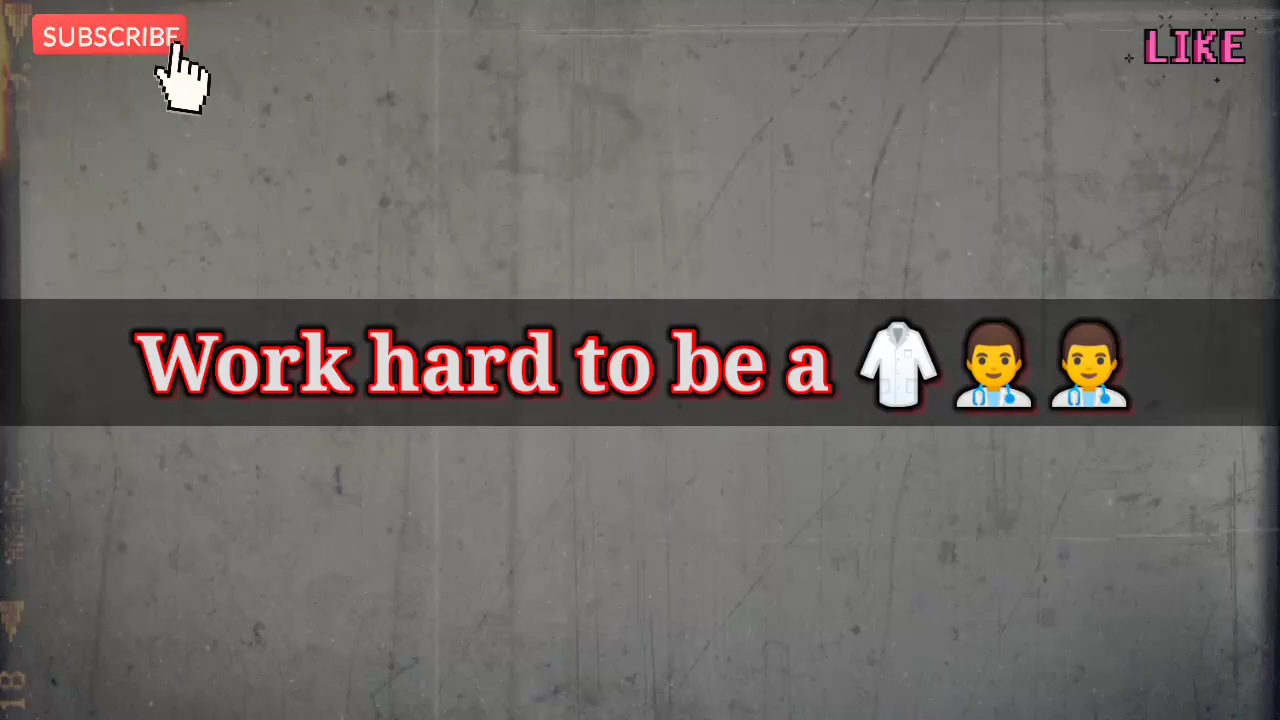 SUBSCRIBE
LIKE
Work hard to be a 🥼👨‍⚕️👨‍⚕️